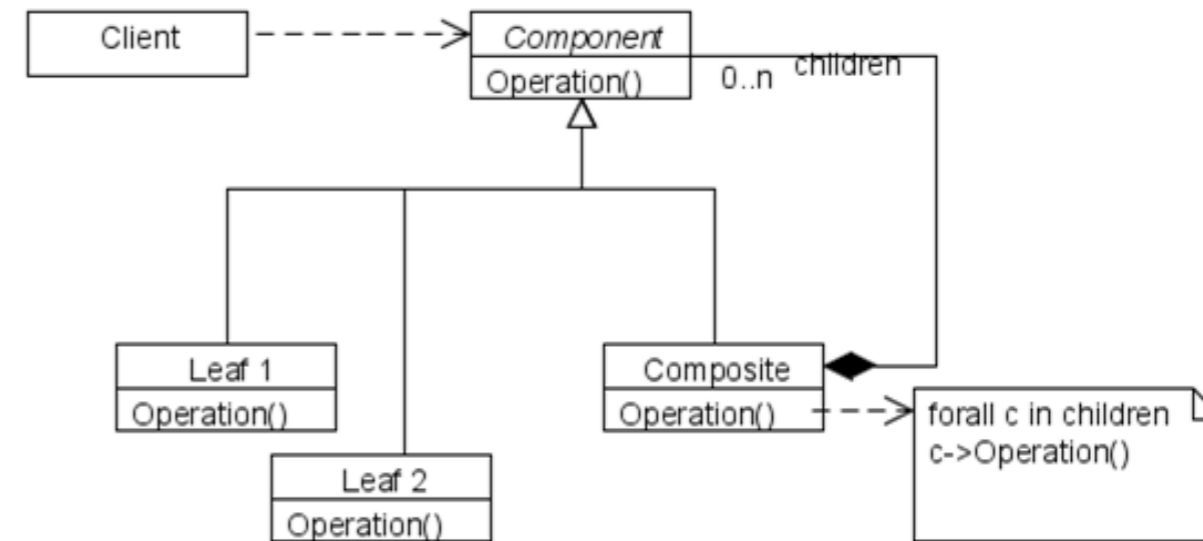 Client
Component
Operation()
0..n
children
Leaf 1
Operation()
Composite
Operation()
forall c in children
c->Operation()
Leaf 2
Operation()